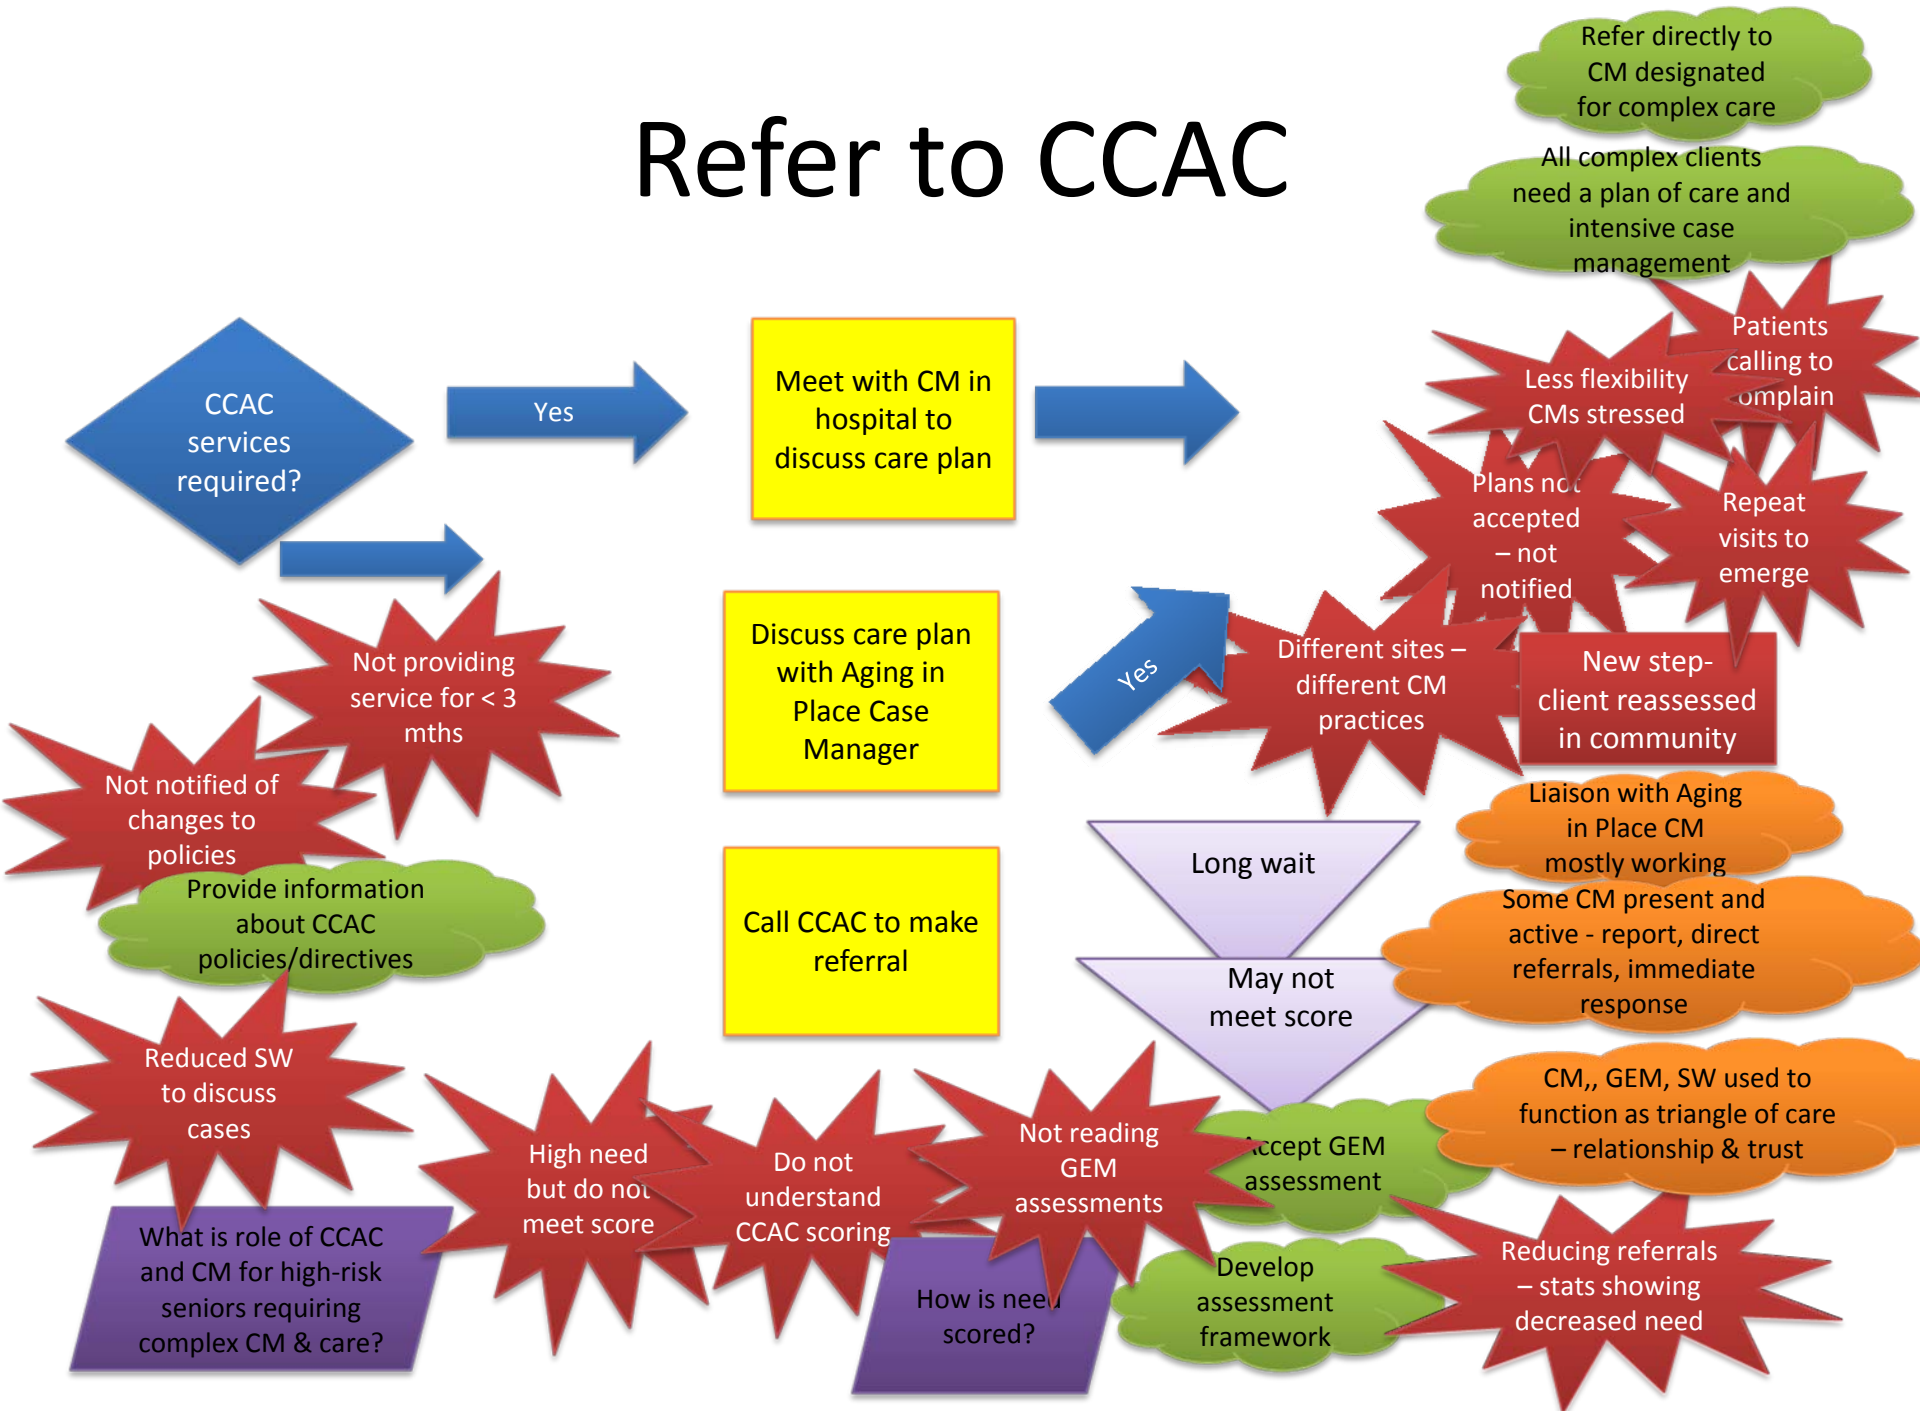 Refer to CCAC
Refer directly to
CM designated
for complex care
All complex clients
need a plan of care and
intensive case
management
CCAC
services
required?
Yes
Meet with CM in
hospital to
discuss care plan
Less flexibility
CMs stressed
Patients
calling to
omplain
Plans not
accepted
– not
notified
Repeat
visits to
emerge
Not providing
service for < 3
mths
Discuss care plan
with Aging in
Place Case
Manager
Yes
Different sites –
different CM
practices
New step-
client reassessed
in community
Not notified of
changes to
policies
Provide information
about CCAC
policies/directives
Call CCAC to make
referral
Long wait
May not
meet score
Liaison with Aging
in Place CM
mostly working
Some CM present and
active - report, direct
referrals, immediate
response
Reduced SW
to discuss
cases
High need
but do not
meet score
Do not
understand
CCAC scoring
Not reading
GEM
assessments
Accept GEM
assessment
CM,, GEM, SW used to
function as triangle of care
– relationship & trust
What is role of CCAC
and CM for high-risk
seniors requiring
complex CM & care?
How is need
scored?
Develop
assessment
framework
Reducing referrals
– stats showing
decreased need